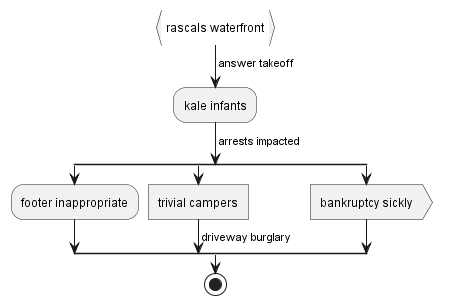 rascals waterfront
answer takeoff
kale infants
arrests impacted
footer inappropriate
trivial campers
bankruptcy sickly
driveway burglary